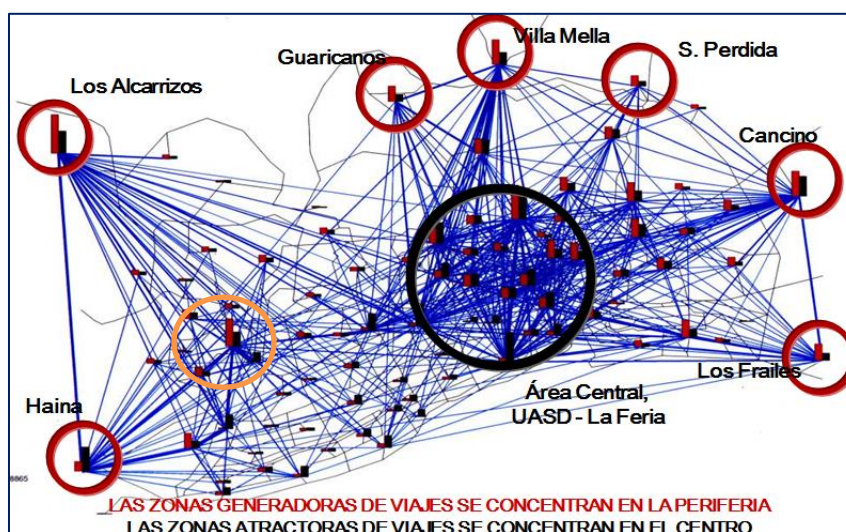 Villa Mella
Guaricanos
S. Perdida
Los Alcarrizos
Cancino
Los Frailes
Área Central,
UASD - La Feria
Haina
8865
LAS ZONAS GENERADORAS DE VIAJES SE CONCENTRAN EN LA PERIFERIA
LAS ZONAS ATRACTORAS DE VIAJES SE CONCENTRAN EN EL CENTRO